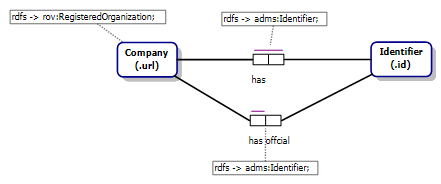 rdfs -> rov:RegisteredOrganization;
rdfs -> adms:Identifier;
Company
(.url)
Identifier
(.id)
has
has offcial
rdfs -> adms:Identifier;